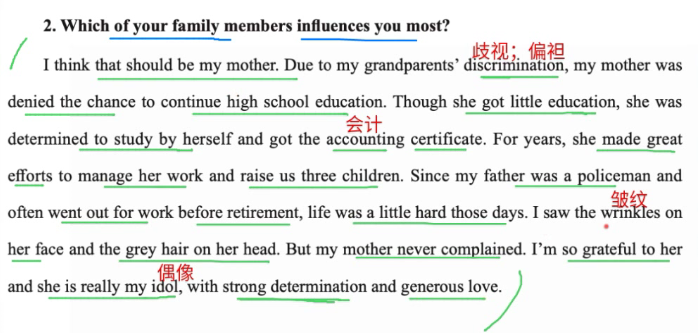 2. Which of your family members influences you most?
歧视；偏袒
I think that should be my mother. Due to my grandparents' discrimination, my mother was
denied the chance to continue high school education. Though she got little education, she was
会计
determined to study by herself and got the accounting certificate. For years, she made great
efforts to manage her work and raise us three children. Since my father was a policeman and
皱纹
often went out for work before retirement, life was a little hard those days. I saw the wrinkles on
her face and the grey hair on her head. But my mother never complained. I'm so grateful to her
偶像
and she is really my idol, with strong determination and generous love.